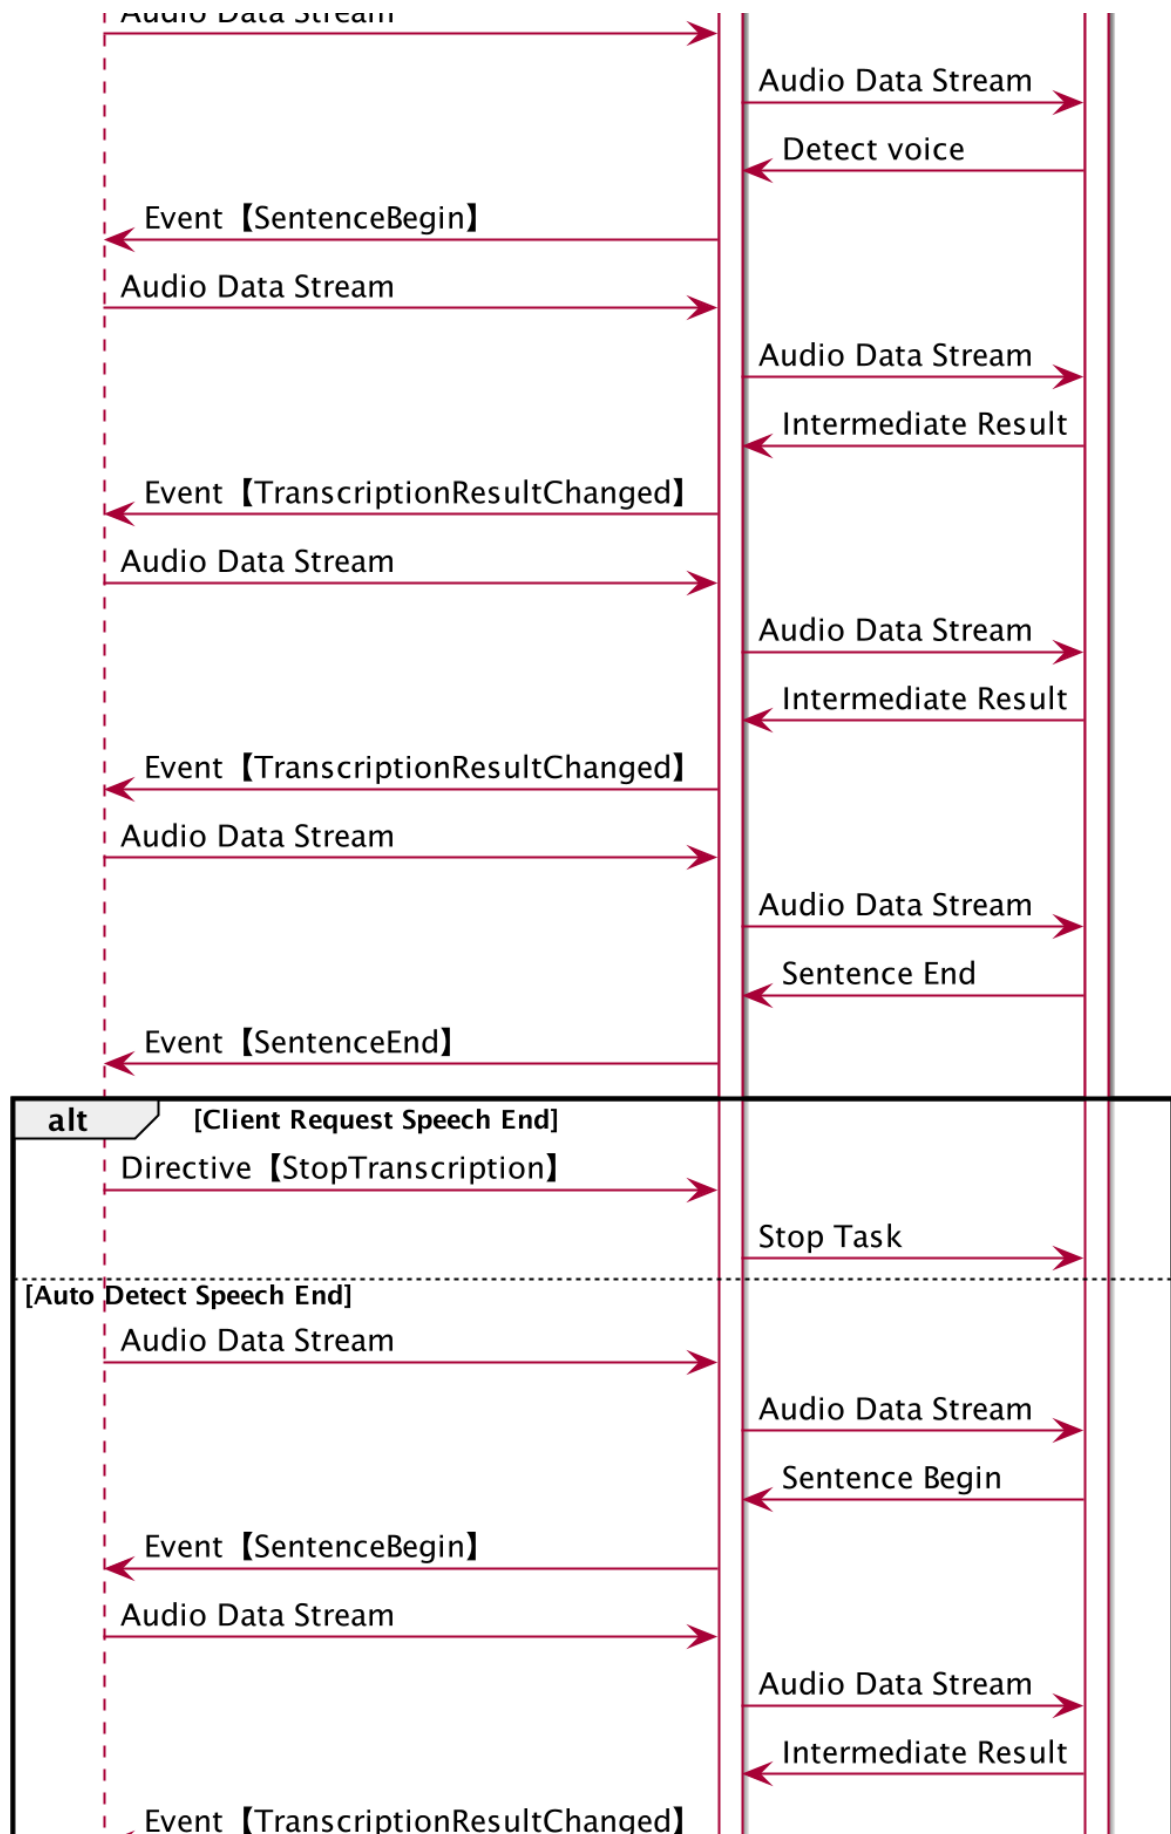 Audio Data Stream
Audio Data Stream
Detect voice
Event【SentenceBegin】
Audio Data Stream
Audio Data Stream
Intermediate Result
Event【TranscriptionResultChanged】
Audio Data Stream
Audio Data Stream
Intermediate Result
Event【TranscriptionResultChanged】
Audio Data Stream
Audio Data Stream
Sentence End
Event【SentenceEnd】
alt [Client Request Speech End]
Directive【StopTranscription】
Stop Task
[Auto Detect Speech End]
Audio Data Stream
Audio Data Stream
Sentence Begin
Event【SentenceBegin】
Audio Data Stream
Audio Data Stream
Intermediate Result
Event【TranscriptionResultChanged】